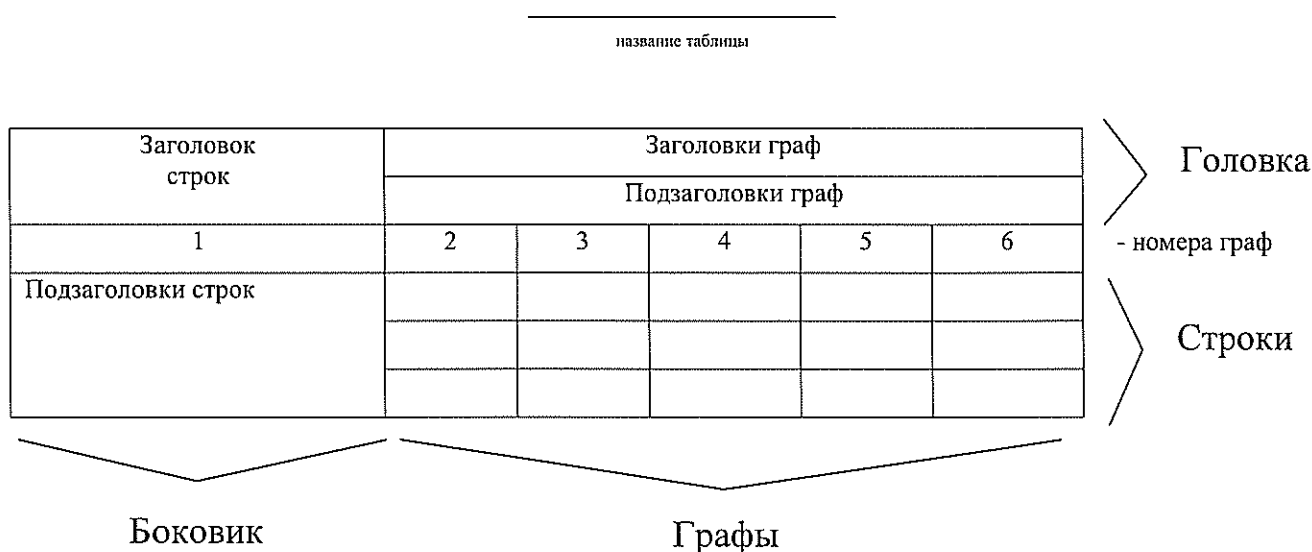 название таблицы
Заголовок
строк
Заголовки граф
Головка
Подзаголовки граф
1 2 3 4 5 6 - номера граф
Подзаголовки строк
Строки
Боковик Графы